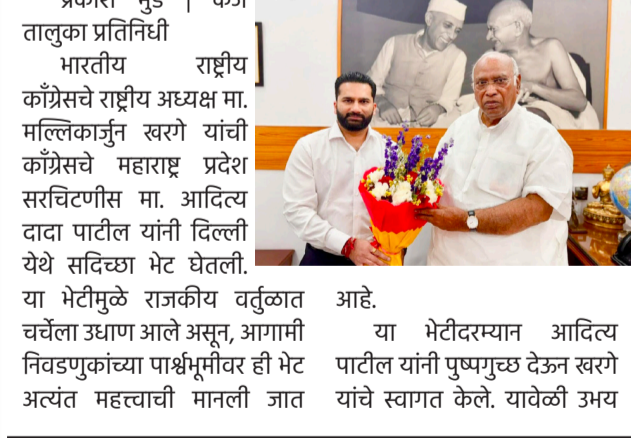 तालुका प्रतिनिधी
भारतीय राष्ट्रीय
काँग्रेसचे राष्ट्रीय अध्यक्ष मा.
मल्लिकार्जुन खरगे यांची
काँग्रेसचे महाराष्ट्र प्रदेश
सरचिटणीस मा. आदित्य
दादा पाटील यांनी दिल्ली
येथे सदिच्छा भेट घेतली.
या भेटीमुळे राजकीय वर्तुळात
चर्चेला उधाण आले असून, आगामी
निवडणुकांच्या पार्श्वभूमीवर ही भेट
अत्यंत महत्त्वाची मानली जात
आहे.
या भेटीदरम्यान आदित्य
पाटील यांनी पुष्पगुच्छ देऊन खरगे
यांचे स्वागत केले. यावेळी उभय